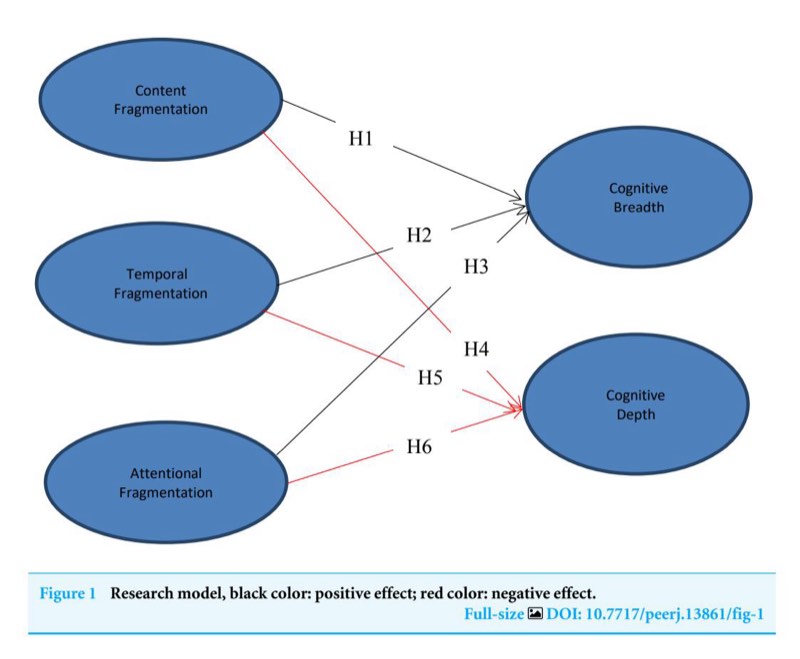 Content
Fragmentation
H1
Cognitive
Breadth
H2
Temporal
Fragmentation
H3
H4
H5
Cognitive
Depth
H6
Attentional
Fragmentation
Figure 1 Research model, black color: positive effect; red color: negative effect.
Full-size DOI: 10.7717/peerj.13861/fig-1